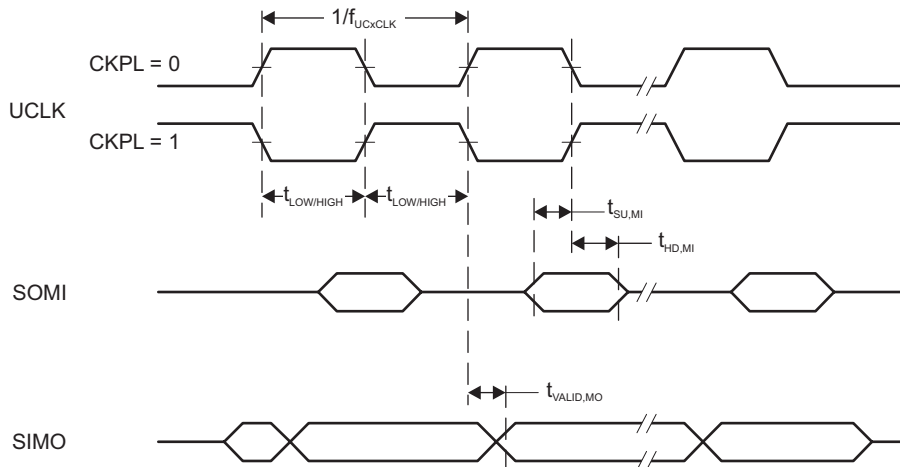 1/fUCxCLK
CKPL = 0
UCLK
CKPL = 1
tLOW/HIGH tLOW/HIGH
tSU,MI
tHD,MI
SOMI
tVALID,MO
SIMO